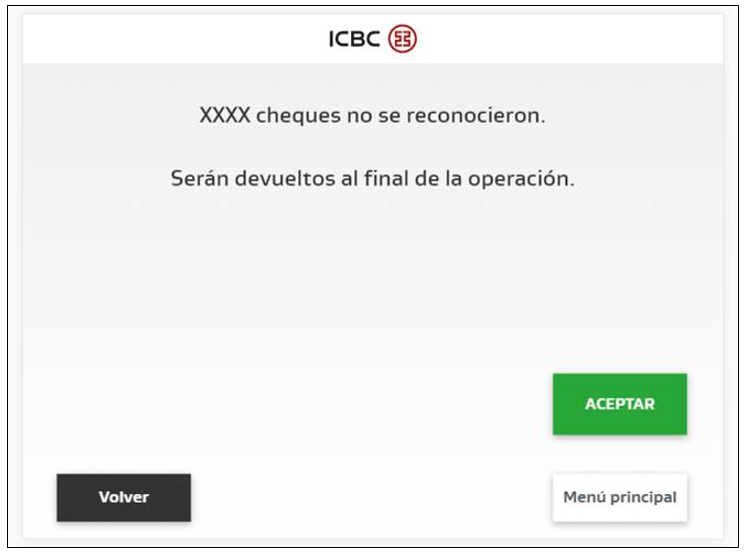 ICBC
XXXX cheques no se reconocieron.
Serán devueltos al final de la operación.
ACEPTAR
Volver
Menú principal